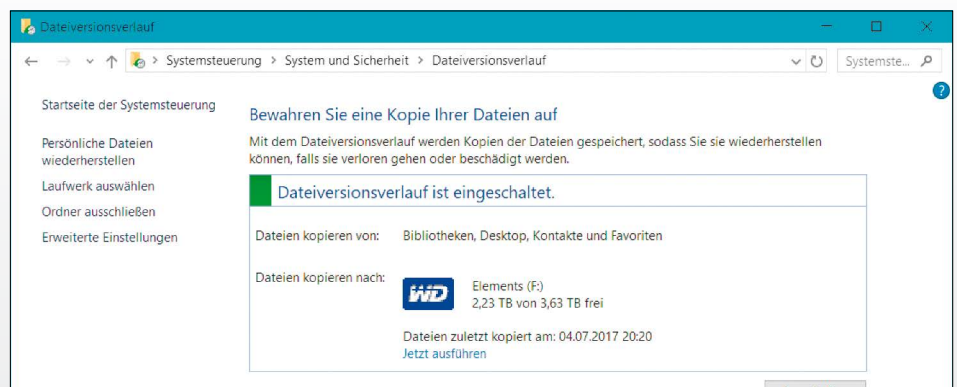 Dateiversionsverlauf
Systemsteuerung > System und Sicherheit > Dateiversionsverlauf
Systemste...
?
Startseite der Systemsteuerung
Persönliche Dateien
wiederherstellen
Laufwerk auswählen
Ordner ausschließen
Erweiterte Einstellungen
Bewahren Sie eine Kopie Ihrer Dateien auf
Mit dem Dateiversionsverlauf werden Kopien der Dateien gespeichert, sodass Sie sie wiederherstellen
können, falls sie verloren gehen oder beschädigt werden.
Dateiversionsverlauf ist eingeschaltet.
Dateien kopieren von: Bibliotheken, Desktop, Kontakte und Favoriten
Dateien kopieren nach:
WD
Elements (F:)
2,23 TB von 3,63 TB frei
Dateien zuletzt kopiert am: 04.07.2017 20:20
Jetzt ausführen